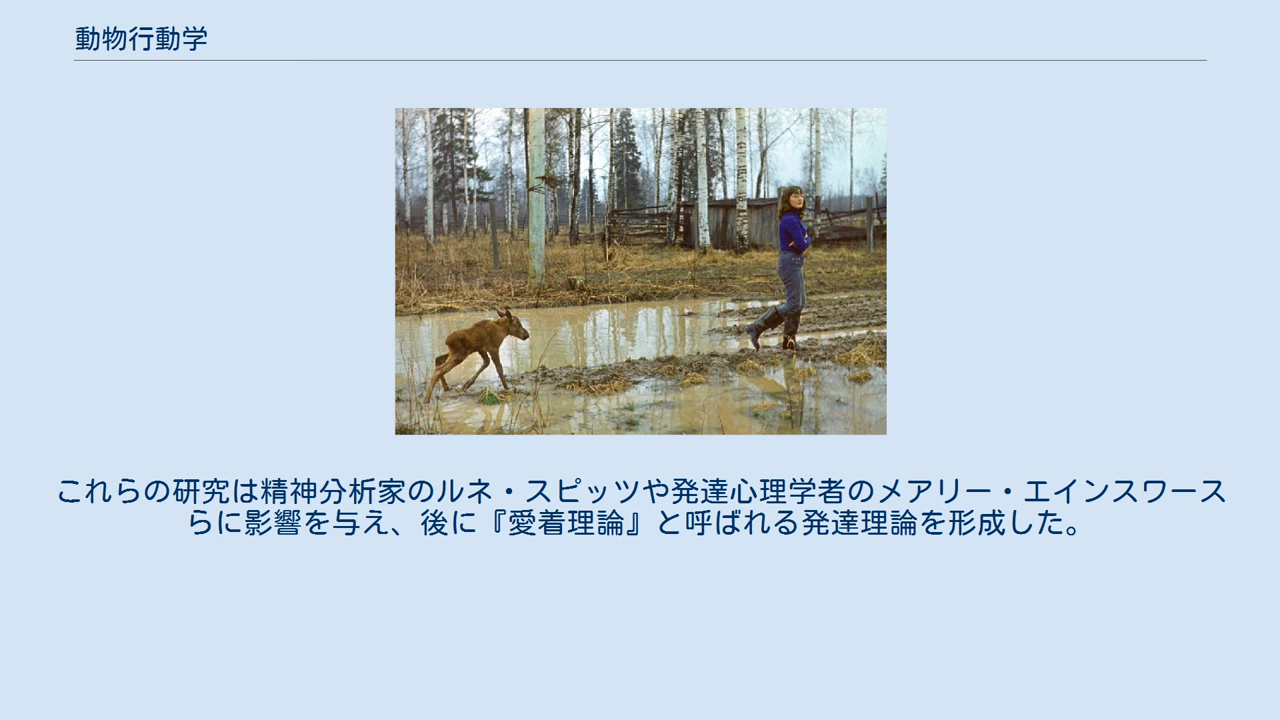 動物行動学
これらの研究は精神分析家のルネ・スピッツや発達心理学者のメアリー・エインスワース
らに影響を与え、後に『愛着理論』と呼ばれる発達理論を形成した。